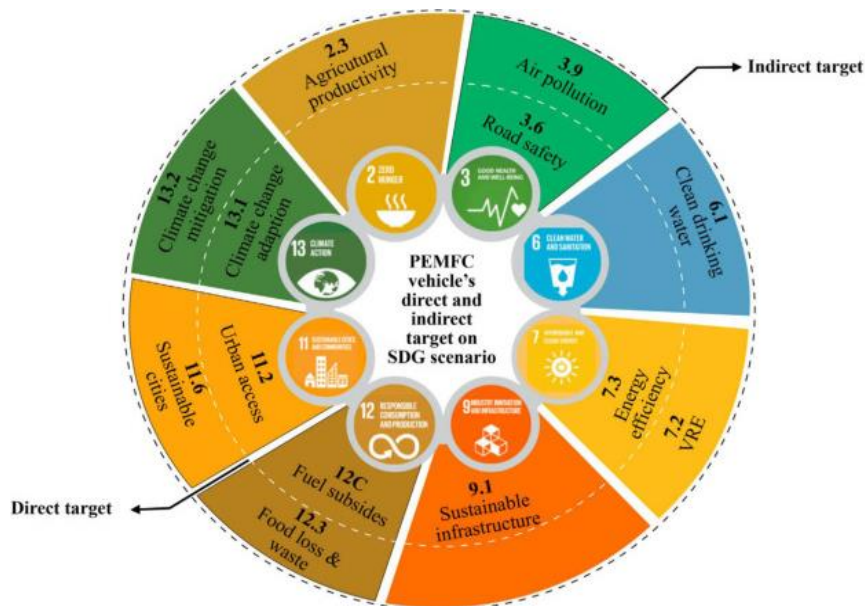 2.3
Agricutural
productivity
3.9
Air pollution
3.6
Road safety
Indirect target
6.1
Clean drinking
water
7.3
Energy
efficiency
7.2
VRE
9.1
Sustainable
infrastructure
12C
Fuel subsides
12.3
Food loss &
waste
Direct target
11.2
Urban access
11.6
Sustainable
cities
13.2
Climate change
mitigation
13.1
Climate change
adaption
2 ZERO
HUNGER
3 GOOD HEALTH
AND WELL-BEING
6 CLEAN WATER
AND SANITATION
7 AFFORDABLE AND
CLEAN ENERGY
9 INDUSTRY, INNOVATION
AND INFRASTRUCTURE
12 RESPONSIBLE
CONSUMPTION
AND PRODUCTION
11 SUSTAINABLE CITIES
AND COMMUNITIES
13 CLIMATE
ACTION
PEMFC
vehicle's
direct and
indirect target on
SDG scenario